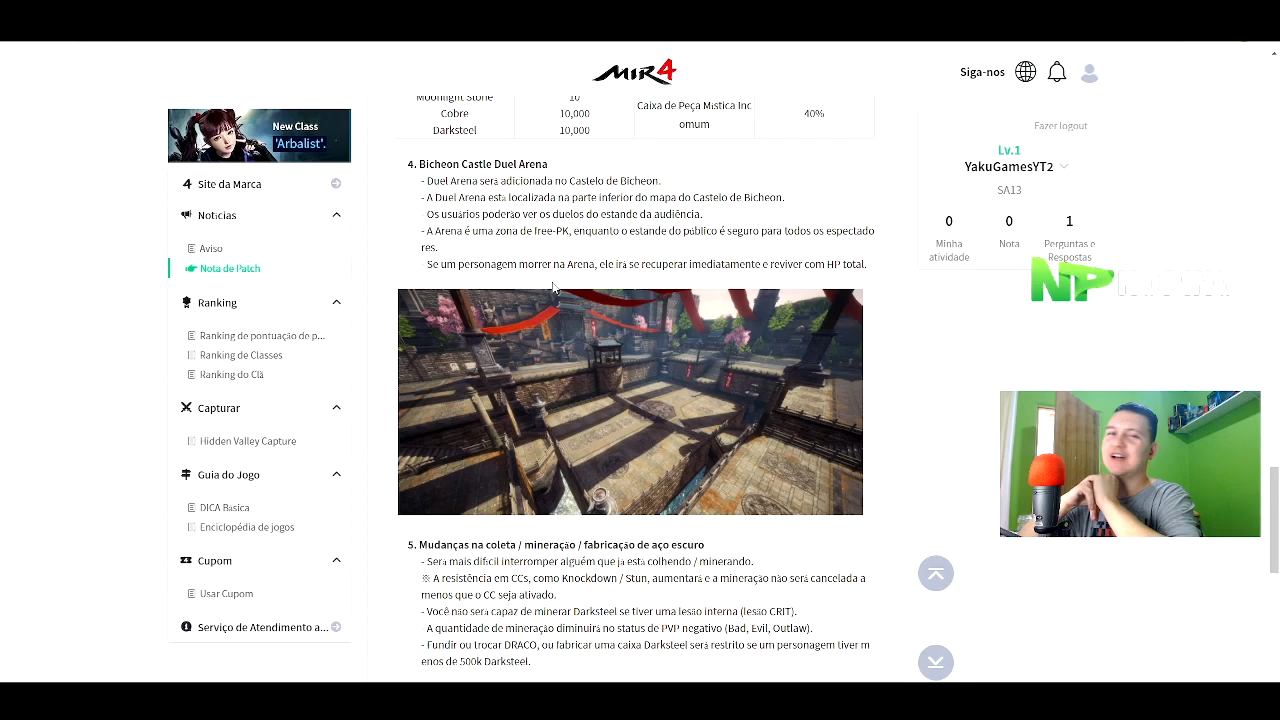 MIR4
Siga-nos
New Class
'Arbalist'.
4 Site da Marca
Notícias
Aviso
Nota de Patch
Ranking
Ranking de pontuação de p...
Ranking de Classes
Ranking do Clã
Capturar
Hidden Valley Capture
Guia do Jogo
DICA Básica
Enciclopédia de jogos
Cupom
Usar Cupom
Serviço de Atendimento a...
Moonlight Stone 10
Cobre 10,000
Darksteel 10,000
Caixa de Peça Mística Inc
omum
40%
4. Bicheon Castle Duel Arena
- Duel Arena será adicionada no Castelo de Bicheon.
- A Duel Arena está localizada na parte inferior do mapa do Castelo de Bicheon.
Os usuários poderão ver os duelos do estande da audiência.
- A Arena é uma zona de free-PK, enquanto o estande do público é seguro para todos os espectado
res.
Se um personagem morrer na Arena, ele irá se recuperar imediatamente e reviver com HP total.
5. Mudanças na coleta / mineração / fabricação de aço escuro
- Será mais difícil interromper alguém que já está colhendo / minerando.
※ A resistência em CCs, como Knockdown / Stun, aumentará e a mineração não será cancelada a
menos que o CC seja ativado.
- Você não será capaz de minerar Darksteel se tiver uma lesão interna (lesão CRIT).
A quantidade de mineração diminuirá no status de PVP negativo (Bad, Evil, Outlaw).
- Fundir ou trocar DRACO, ou fabricar uma caixa Darksteel será restrito se um personagem tiver m
enos de 500k Darksteel.
Fazer logout
Lv.1
YakuGamesYT2
SA13
0 0 1
Minha
atividade
Nota
Perguntas e
Respostas
NP